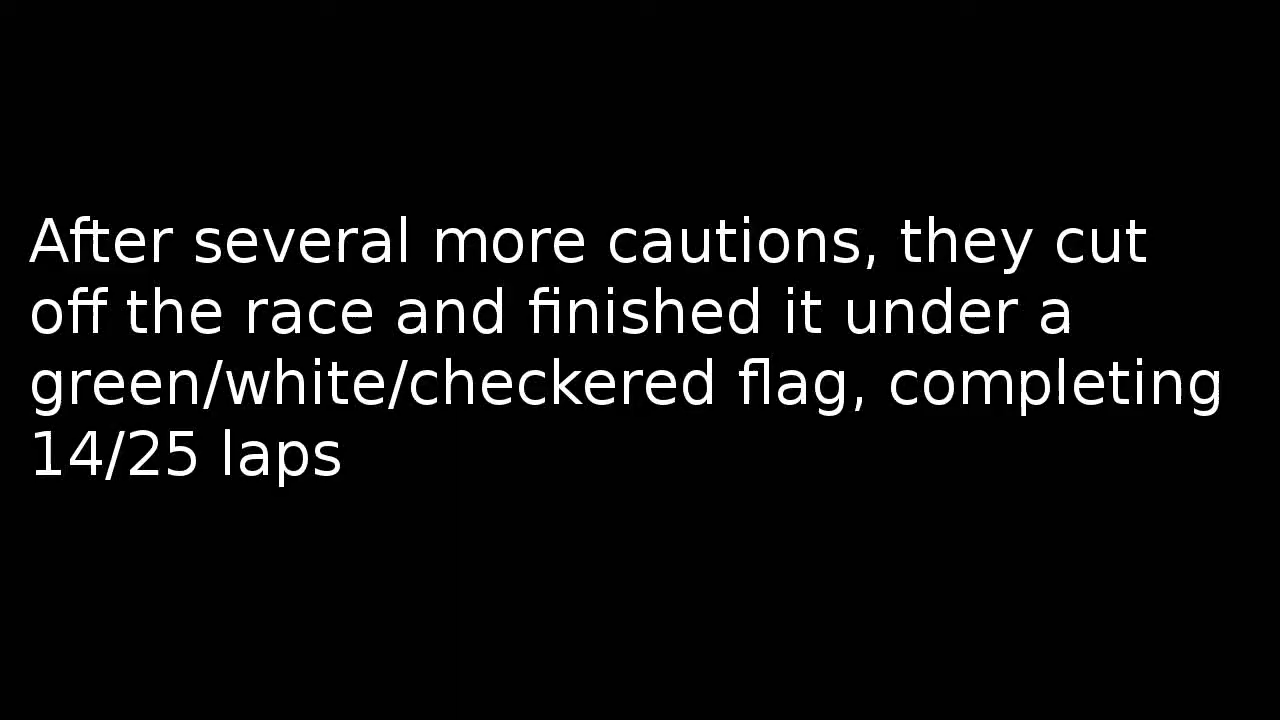 After several more cautions, they cut
off the race and finished it under a
green/white/checkered flag, completing
14/25 laps